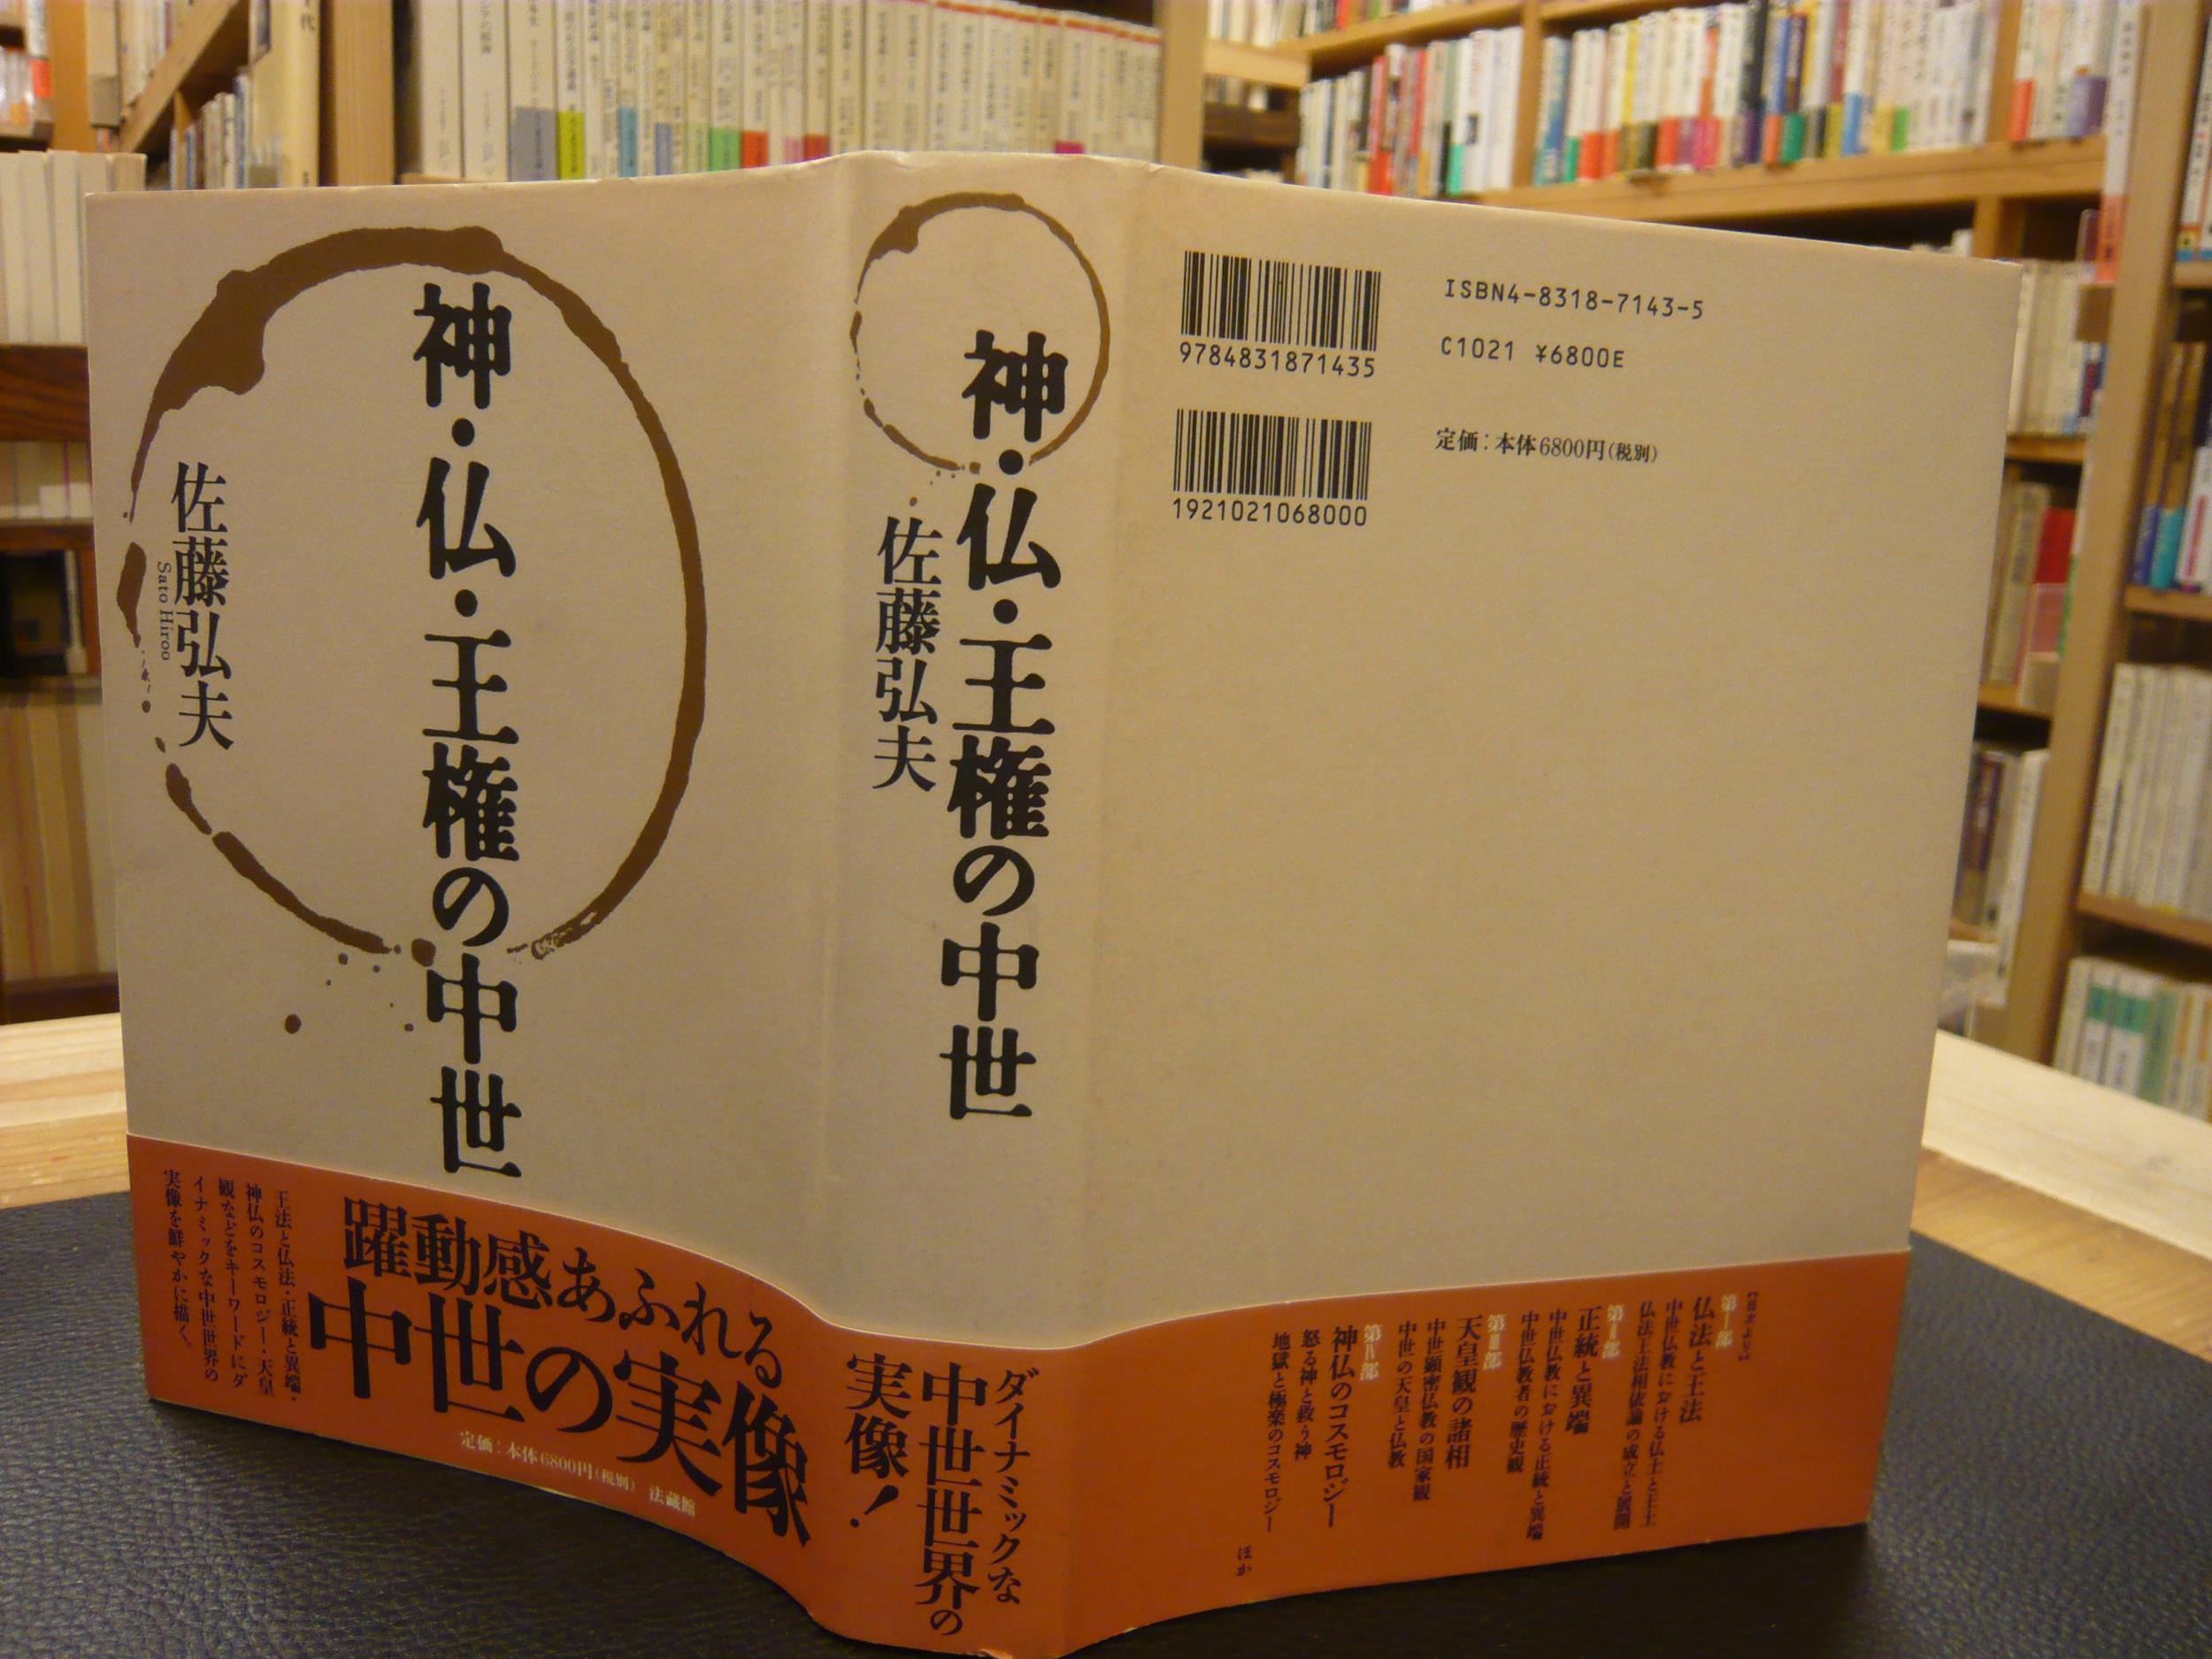 神・仏・王権の中世
佐藤弘夫
Sato Hiroo
躍動感あふれる
中世の実像
王法と仏法・正統と異端・
神仏のコスモロジー・天皇
観などをキーワードにダ
イナミックな中世世界の
実像を鮮やかに描く。
定価：本体6800円（税別） 法藏館
神・仏・王権の中世
佐藤弘夫
ダイナミックな
中世世界の
実像！
9784831871435
ISBN4-8318-7143-5
C1021 ¥6800E
1921021068000
定価：本体6800円（税別）
【目次より】
第Ⅰ部
仏法と王法
中世仏教における仏土と王土
仏法王法相依論の成立と展開
第Ⅱ部
正統と異端
中世仏教における正統と異端
中世仏教者の歴史観
第Ⅲ部
天皇観の諸相
中世顕密仏教の国家観
中世の天皇と仏教
第Ⅳ部
神仏のコスモロジー
怒る神と救う神
地獄と極楽のコスモロジー
ほか